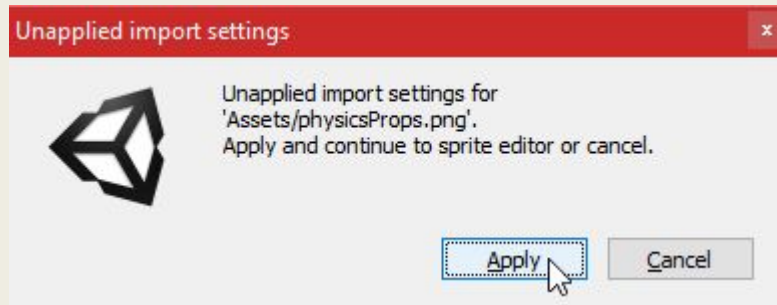 Unapplied import settings
x
Unapplied import settings for
'Assets/physicsProps.png'.
Apply and continue to sprite editor or cancel.
Apply
Cancel